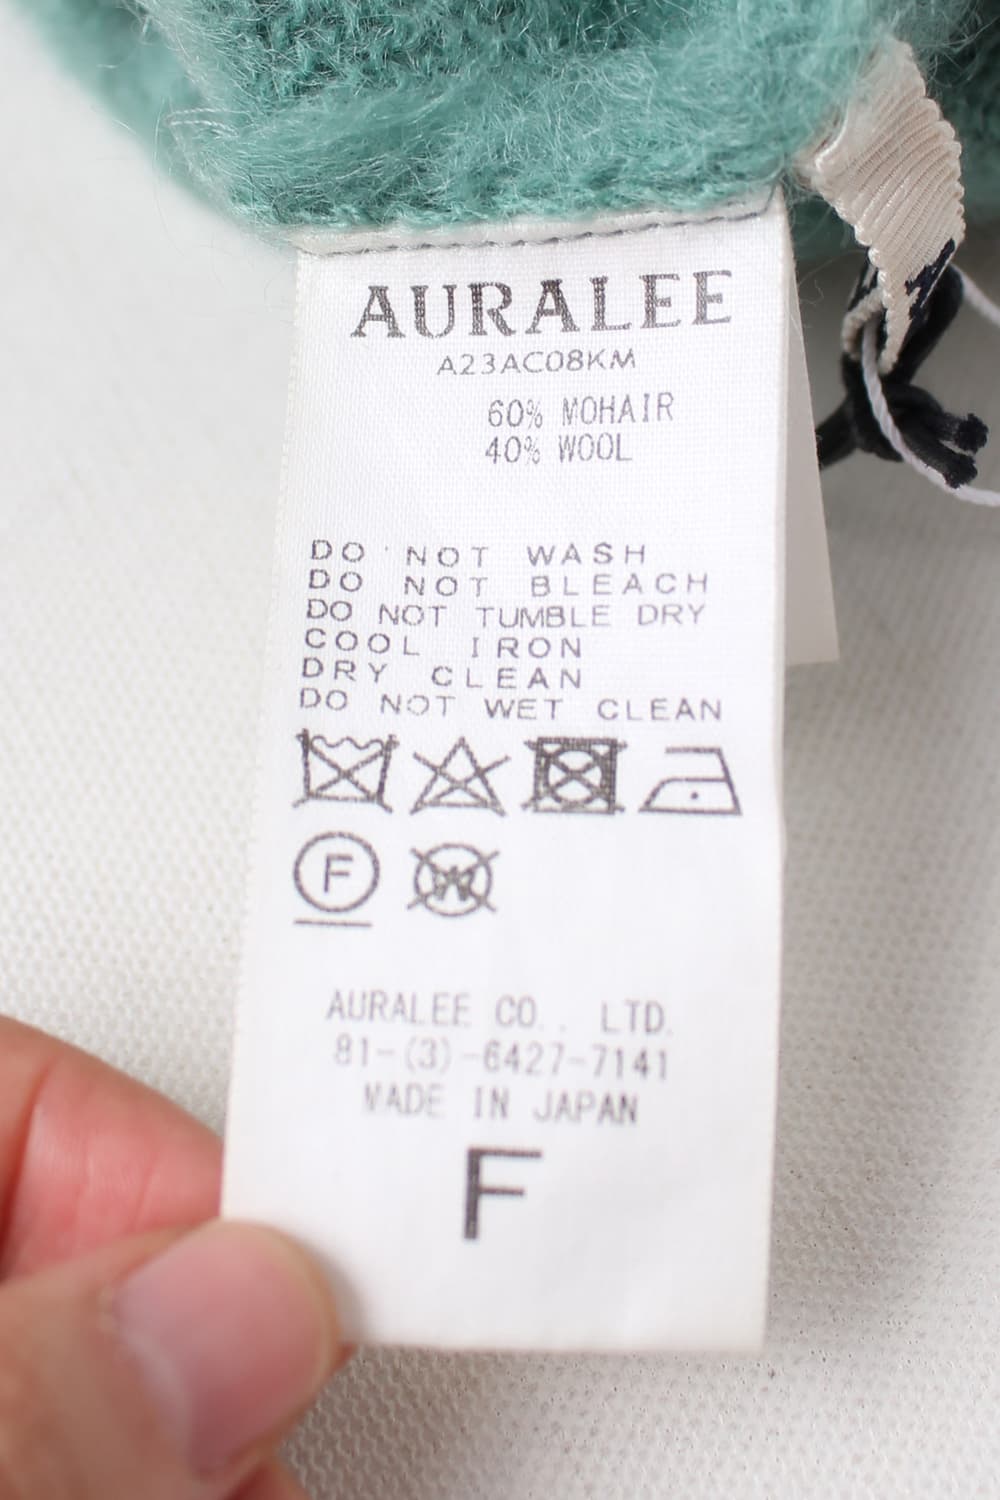 AURALEE
A23AC08KM
60% MOHAIR
40% WOOL
DO NOT WASH
DO NOT BLEACH
DO NOT TUMBLE DRY
COOL IRON
DRY CLEAN
DO NOT WET CLEAN
F W
AURALEE CO., LTD.
81-(3)-6427-7141
MADE IN JAPAN
F